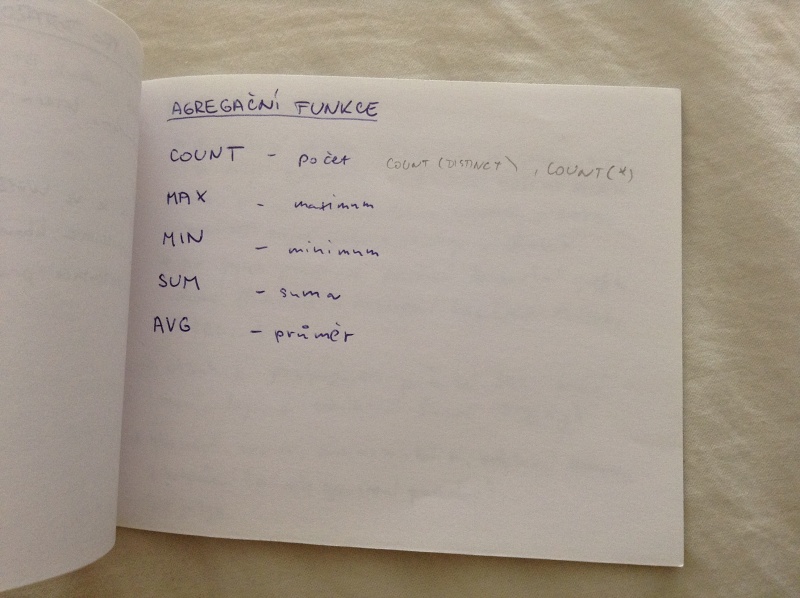 AGREGAČNÍ FUNKCE
COUNT - počet COUNT (DISTINCT) , COUNT(*)
MAX - maximum
MIN - minimum
SUM - suma
AVG - průměr